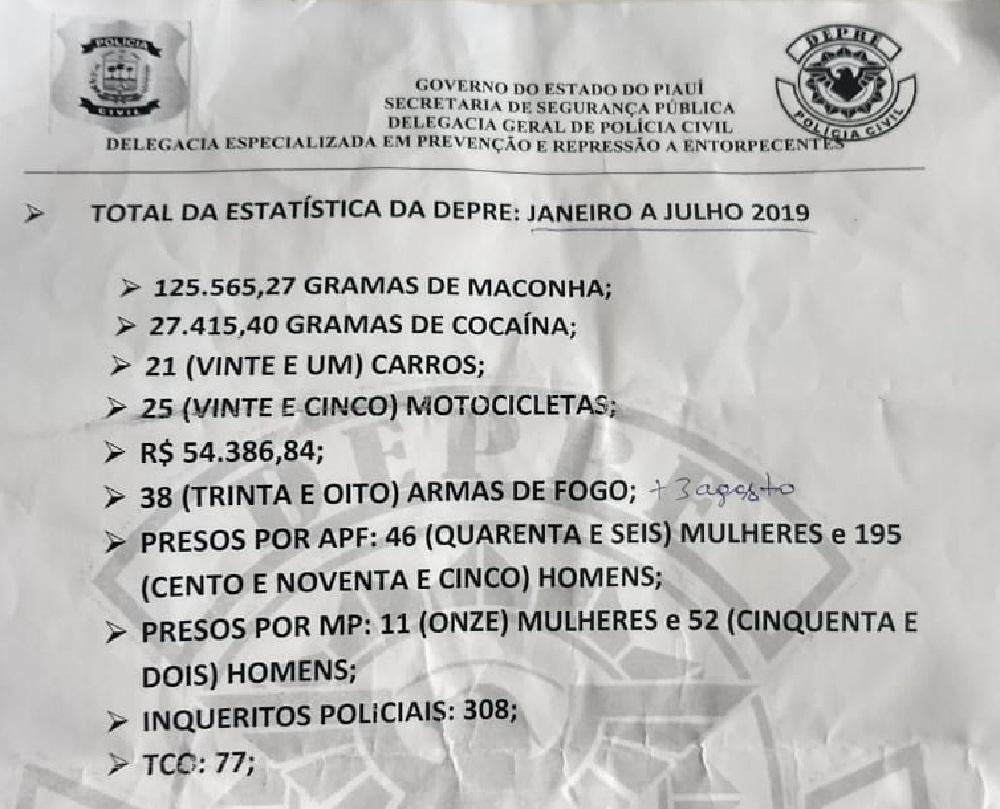 POLÍCIA
CIVIL
DEPRE
POLÍCIA CIVIL
GOVERNO DO ESTADO DO PIAUÍ
SECRETARIA DE SEGURANÇA PÚBLICA
DELEGACIA GERAL DE POLÍCIA CIVIL
DELEGACIA ESPECIALIZADA EM PREVENÇÃO E REPRESSÃO A ENTORPECENTES
➢ TOTAL DA ESTATÍSTICA DA DEPRE: JANEIRO A JULHO 2019
➢ 125.565,27 GRAMAS DE MACONHA;
➢ 27.415,40 GRAMAS DE COCAÍNA;
➢ 21 (VINTE E UM) CARROS;
➢ 25 (VINTE E CINCO) MOTOCICLETAS;
➢ R$ 54.386,84;
➢ 38 (TRINTA E OITO) ARMAS DE FOGO; + 3 agosto
➢ PRESOS POR APF: 46 (QUARENTA E SEIS) MULHERES e 195
(CENTO E NOVENTA E CINCO) HOMENS;
➢ PRESOS POR MP: 11 (ONZE) MULHERES e 52 (CINQUENTA E
DOIS) HOMENS;
➢ INQUERITOS POLiCIAIS: 308;
➢ TCO: 77;
DEPRE